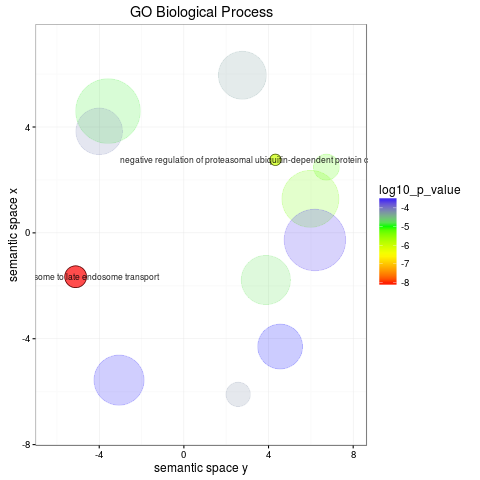 GO Biological Process
negative regulation of proteasomal ubiquitin-dependent protein c
some to late endosome transport
semantic space x
4
0
-4
-8
-4
0
4
8
semantic space y
log10_p_value
-4
-5
-6
-7
-8